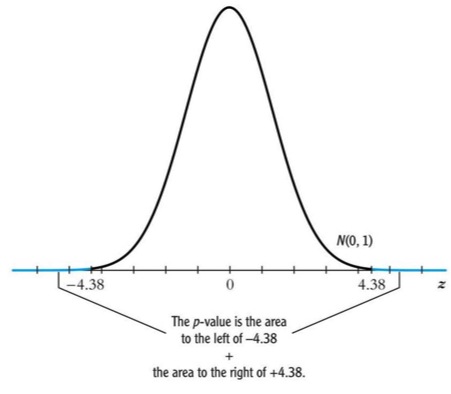 N(0, 1)
–4.38 0 4.38 z
The p-value is the area
to the left of –4.38
+
the area to the right of +4.38.